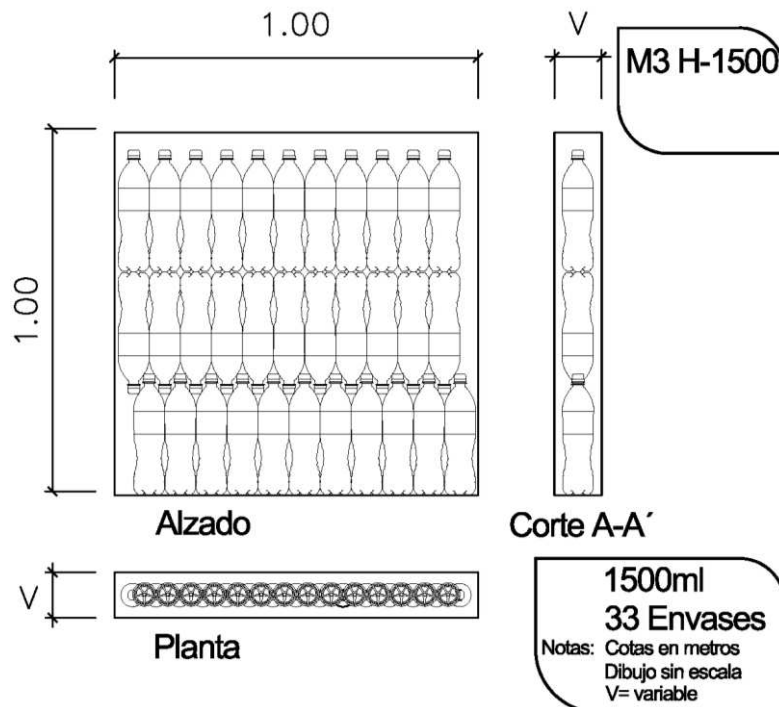 1.00
V
M3 H-1500
1.00
Alzado
Corte A-A´
V
Planta
1500ml
33 Envases
Notas: Cotas en metros
Dibujo sin escala
V= variable